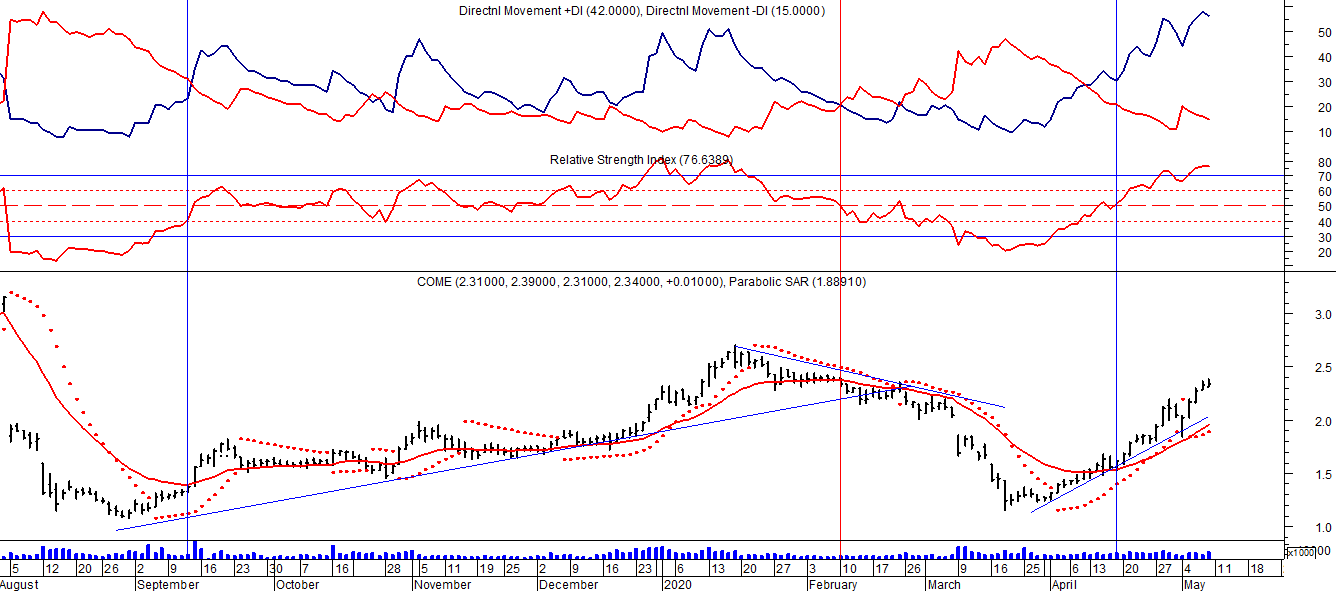 Directnl Movement +DI (42.0000), Directnl Movement -DI (15.0000)
50
40
30
20
10
Relative Strength Index (76.6389)
80
70
60
50
40
30
20
COME (2.31000, 2.39000, 2.31000, 2.34000, +0.01000), Parabolic SAR (1.88910)
3.0
2.5
2.0
1.5
1.0
x1000
5 12 20 26 2 9 16 23 30 7 16 28 5 11 19 25 2 9 16 23 6 13 20 27 10 17 26 9 16 25 6 13 20 27 4 11 18
August September October November December 2020 February March April May